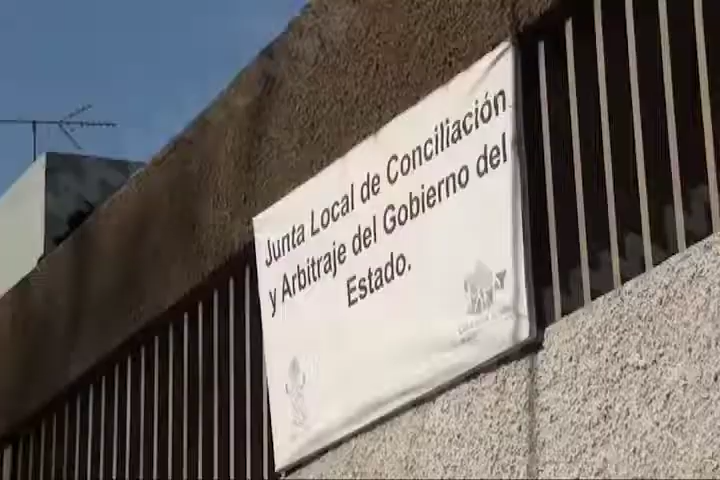 Junta Local de Conciliación
y Arbitraje del Gobierno del
Estado.